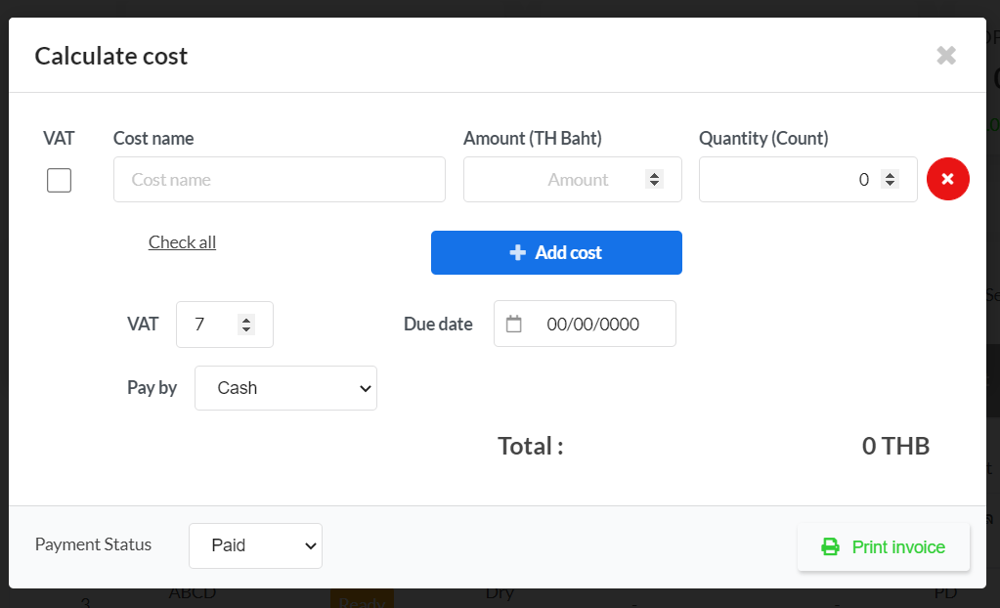 Calculate cost
VAT Cost name Amount (TH Baht) Quantity (Count)
Cost name Amount 0
Check all Add cost
VAT 7 Due date 00/00/0000
Pay by Cash
Total : 0 THB
Payment Status Paid Print invoice
3 ABCD Ready Dry - - PD